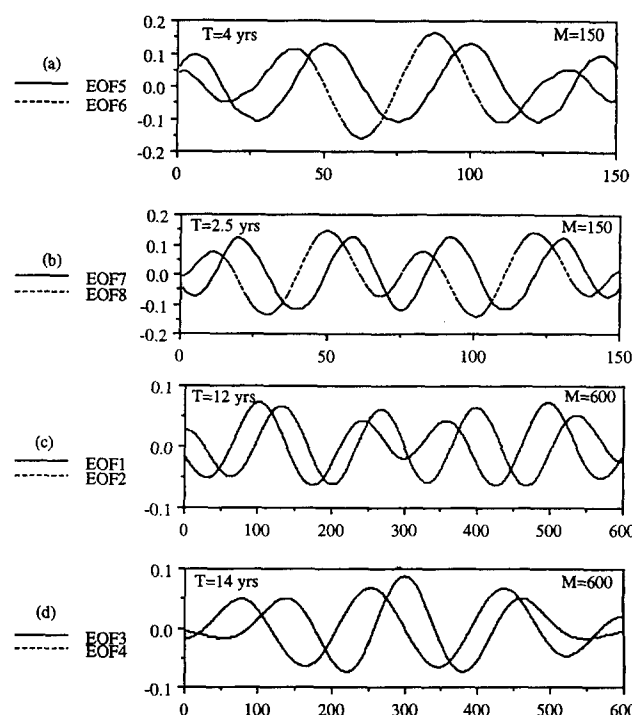 0.2 T=4 yrs M=150
(a) 0.1
EOF5 0.0
EOF6 -0.1
-0.2
0 50 100 150
0.2 T=2.5 yrs M=150
(b) 0.1
EOF7 0.0
EOF8 -0.1
-0.2
0 50 100 150
0.1 T=12 yrs M=600
(c) 0.0
EOF1
EOF2 -0.1
0 100 200 300 400 500 600
0.1 T=14 yrs M=600
(d) 0.0
EOF3
EOF4 -0.1
0 100 200 300 400 500 600